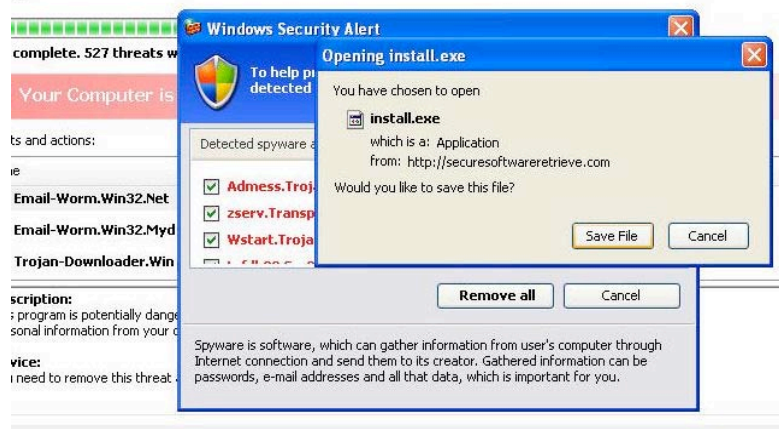 complete. 527 threats w
Your Computer is
ts and actions:
e
Email-Worm.Win32.Net
Email-Worm.Win32.Myd
Trojan-Downloader.Win
scription:
s program is potentially dange
sonal information from your c
vice:
need to remove this threat
Windows Security Alert
To help pr
detected
Detected spyware a
Admess.Troj
zserv.Transp
Wstart.Troja
Remove all
Cancel
Spyware is software, which can gather information from user's computer through
Internet connection and send them to its creator. Gathered information can be
passwords, e-mail addresses and all that data, which is important for you.
Opening install.exe
You have chosen to open
install.exe
which is a: Application
from: http://securesoftwareretrieve.com
Would you like to save this file?
Save File
Cancel